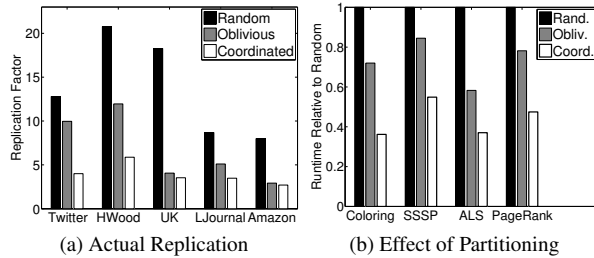 Replication Factor
20
15
10
5
0
Random
Oblivious
Coordinated
Twitter HWood UK LJournal Amazon
(a) Actual Replication
Runtime Relative to Random
1
0.8
0.6
0.4
0.2
0
Rand.
Obliv.
Coord.
Coloring SSSP ALS PageRank
(b) Effect of Partitioning